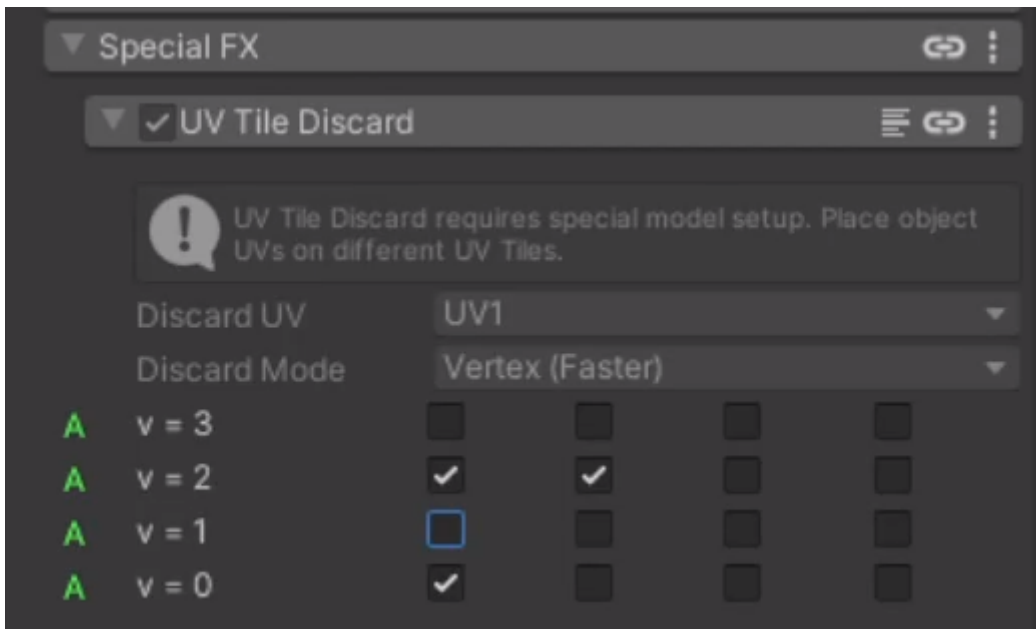 Special FX
UV Tile Discard
UV Tile Discard requires special model setup. Place object
UVs on different UV Tiles.
Discard UV UV1
Discard Mode Vertex (Faster)
A v = 3
A v = 2
A v = 1
A v = 0